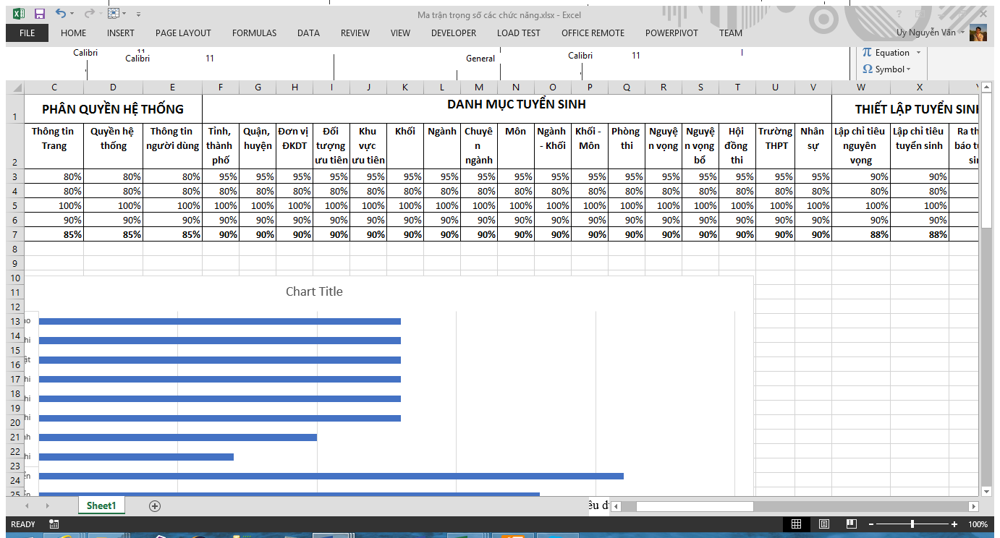 Ma trận trọng số các chức năng.xlsx - Excel
FILE HOME INSERT PAGE LAYOUT FORMULAS DATA REVIEW VIEW DEVELOPER LOAD TEST OFFICE REMOTE POWERPIVOT TEAM Uy Nguyễn Văn
Calibri 11
Calibri 11 General Calibri 11
π Equation
Ω Symbol
C D E F G H I J K L M N O P Q R S T U V W X
1 PHÂN QUYỀN HỆ THỐNG DANH MỤC TUYỂN SINH THIẾT LẬP TUYỂN SINH
2
Thông tin Trang
Quyền hệ thống
Thông tin người dùng
Tỉnh, thành phố
Quận, huyện
Đơn vị ĐKDT
Đối tượng ưu tiên
Khu vực ưu tiên
Khối
Ngành
Chuyên ngành
Môn
Ngành - Khối
Khối - Môn
Phòng thi
Nguyện vọng
Nguyện vọng bổ
Hội đồng thi
Trường THPT
Nhân sự
Lập chỉ tiêu nguyên vọng
Lập chỉ tiêu tuyển sinh
Ra th
báo t
si
3 80% 80% 80% 95% 95% 95% 95% 95% 95% 95% 95% 95% 95% 95% 95% 95% 95% 95% 95% 95% 90% 90%
4 80% 80% 80% 80% 80% 80% 80% 80% 80% 80% 80% 80% 80% 80% 80% 80% 80% 80% 80% 80% 80% 80%
5 100% 100% 100% 100% 100% 100% 100% 100% 100% 100% 100% 100% 100% 100% 100% 100% 100% 100% 100% 100% 100% 100%
6 90% 90% 90% 90% 90% 90% 90% 90% 90% 90% 90% 90% 90% 90% 90% 90% 90% 90% 90% 90% 90% 90%
7 85% 85% 85% 90% 90% 90% 90% 90% 90% 90% 90% 90% 90% 90% 90% 90% 90% 90% 90% 90% 88% 88%
8
9
10
11 Chart Title
12
13 ào
14 hi
15
16 ật
17 hi
18 hi
19
20 hi
21 nh
22 hi
23
24 ển
25
Sheet1
READY 100%